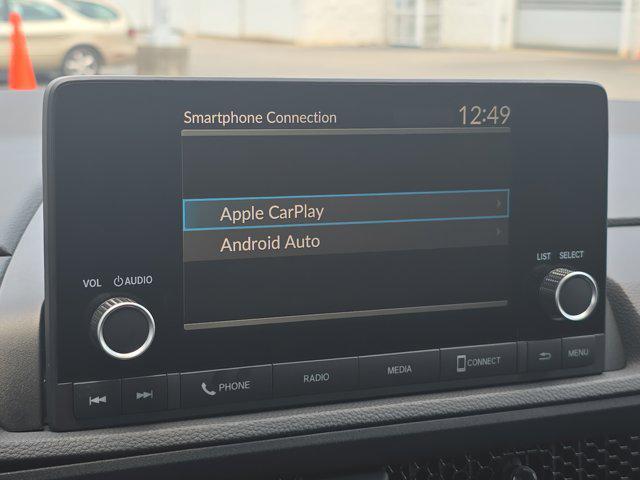 Smartphone Connection 12:49
Apple CarPlay
Android Auto
VOL AUDIO
LIST SELECT
PHONE RADIO MEDIA CONNECT MENU